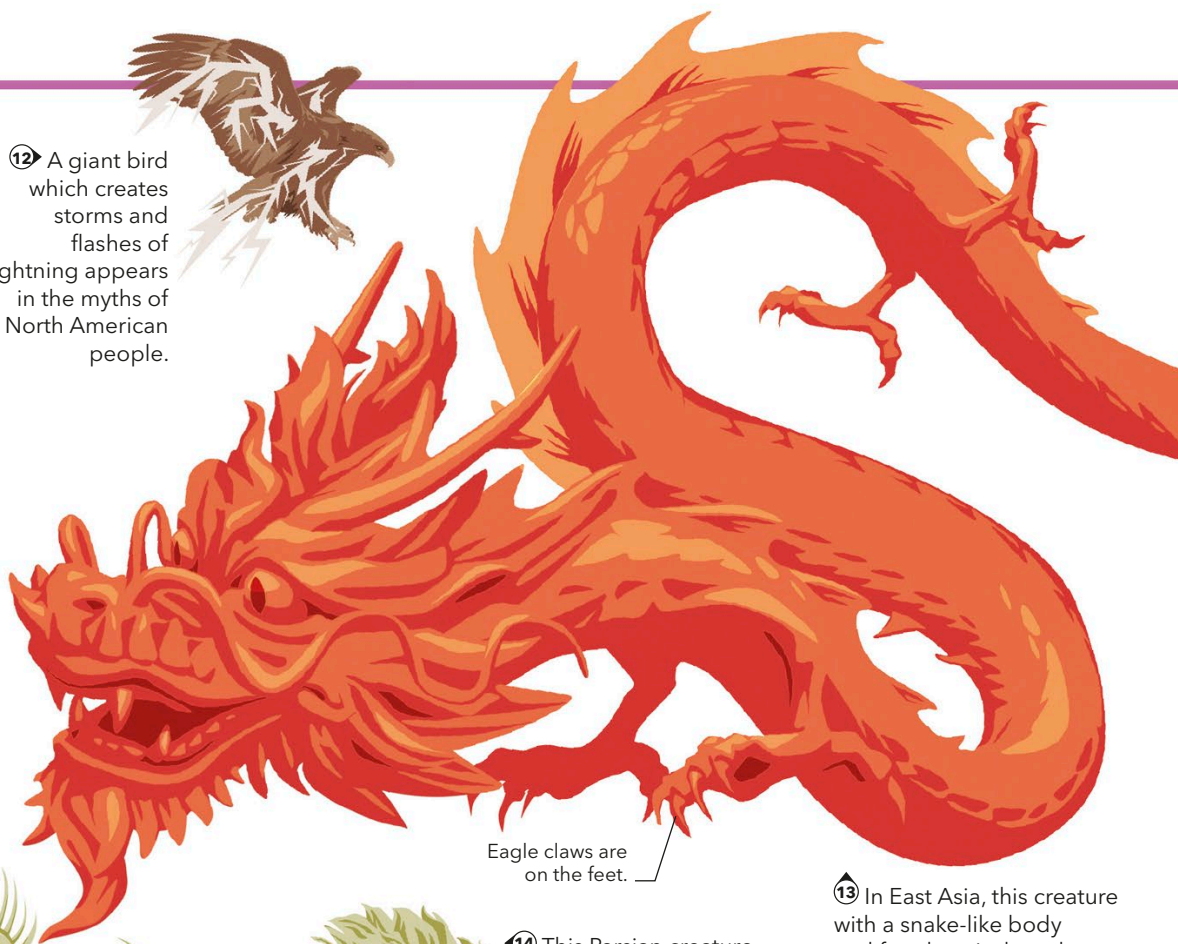 12 A giant bird
which creates
storms and
flashes of
ghtning appears
in the myths of
North American
people.
Eagle claws are
on the feet.
13 In East Asia, this creature
with a snake-like body
14 This Persian creature